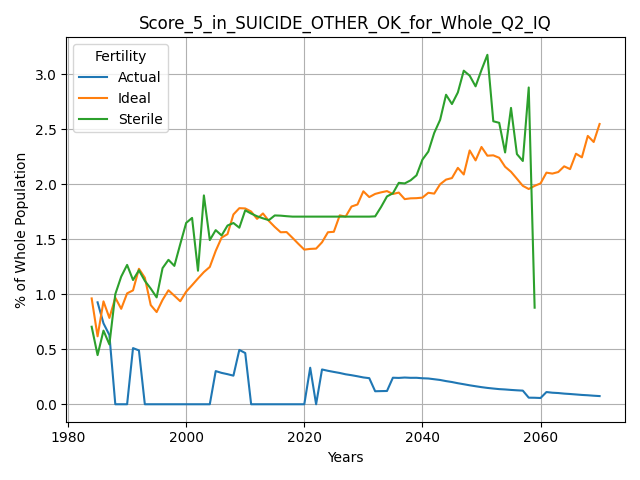 Score_5_in_SUICIDE_OTHER_OK_for_Whole_Q2_IQ
Fertility
Actual
Ideal
Sterile
% of Whole Population
3.0
2.5
2.0
1.5
1.0
0.5
0.0
1980 2000 2020 2040 2060
Years